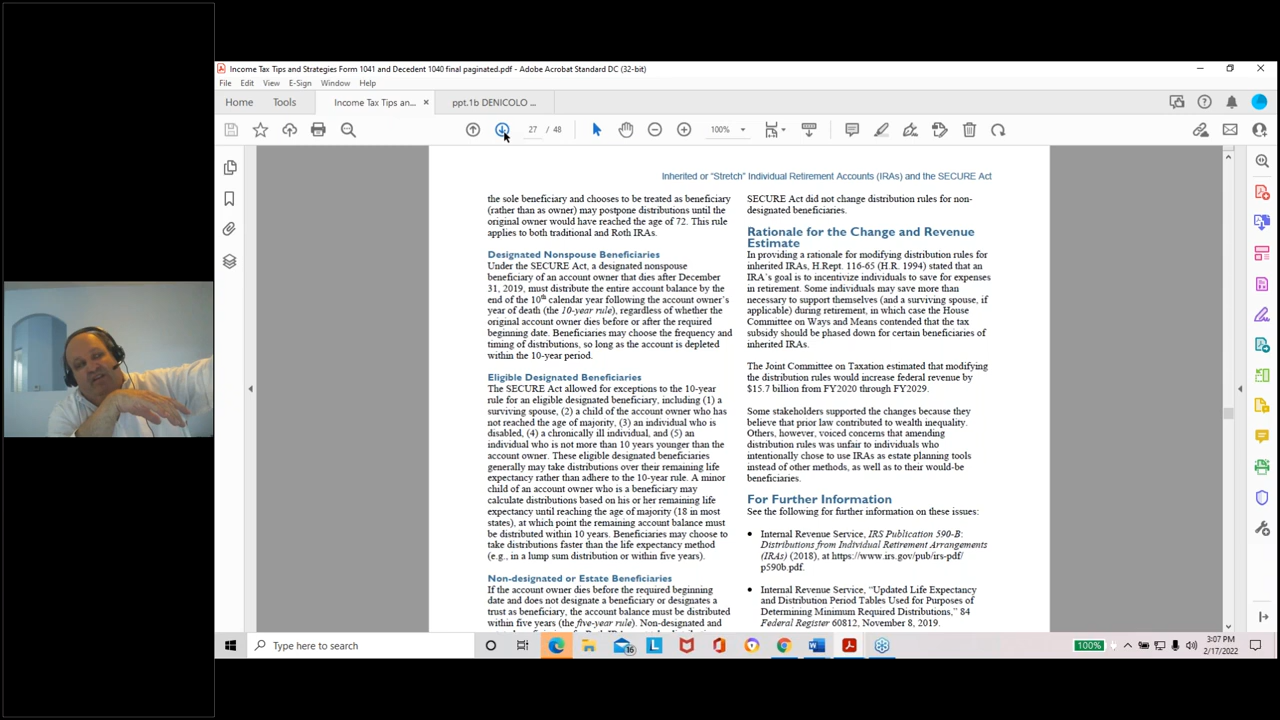 Income Tax Tips and Strategies Form 1041 and Decedent 1040 final paginated.pdf - Adobe Acrobat Standard DC (32-bit)
File Edit View E-Sign Window Help
Home Tools Income Tax Tips an... × ppt.1b DENICOLO ...
27 / 48 100%
Inherited or "Stretch" Individual Retirement Accounts (IRAs) and the SECURE Act
the sole beneficiary and chooses to be treated as beneficiary
(rather than as owner) may postpone distributions until the
original owner would have reached the age of 72. This rule
applies to both traditional and Roth IRAs.
Designated Nonspouse Beneficiaries
Under the SECURE Act, a designated nonspouse
beneficiary of an account owner that dies after December
31, 2019, must distribute the entire account balance by the
end of the 10th calendar year following the account owner's
year of death (the 10-year rule), regardless of whether the
original account owner dies before or after the required
beginning date. Beneficiaries may choose the frequency and
timing of distributions, so long as the account is depleted
within the 10-year period.
Eligible Designated Beneficiaries
The SECURE Act allowed for exceptions to the 10-year
rule for an eligible designated beneficiary, including (1) a
surviving spouse, (2) a child of the account owner who has
not reached the age of majority, (3) an individual who is
disabled, (4) a chronically ill individual, and (5) an
individual who is not more than 10 years younger than the
account owner. These eligible designated beneficiaries
generally may take distributions over their remaining life
expectancy rather than adhere to the 10-year rule. A minor
child of an account owner who is a beneficiary may
calculate distributions based on his or her remaining life
expectancy until reaching the age of majority (18 in most
states), at which point the remaining account balance must
be distributed within 10 years. Beneficiaries may choose to
take distributions faster than the life expectancy method
(e.g., in a lump sum distribution or within five years).
Non-designated or Estate Beneficiaries
If the account owner dies before the required beginning
date and does not designate a beneficiary or designates a
trust as beneficiary, the account balance must be distributed
within five years (the five-year rule). Non-designated and
SECURE Act did not change distribution rules for non-
designated beneficiaries.
Rationale for the Change and Revenue
Estimate
In providing a rationale for modifying distribution rules for
inherited IRAs, H.Rept. 116-65 (H.R. 1994) stated that an
IRA's goal is to incentivize individuals to save for expenses
in retirement. Some individuals may save more than
necessary to support themselves (and a surviving spouse, if
applicable) during retirement, in which case the House
Committee on Ways and Means contended that the tax
subsidy should be phased down for certain beneficiaries of
inherited IRAs.
The Joint Committee on Taxation estimated that modifying
the distribution rules would increase federal revenue by
$15.7 billion from FY2020 through FY2029.
Some stakeholders supported the changes because they
believe that prior law contributed to wealth inequality.
Others, however, voiced concerns that amending
distribution rules was unfair to individuals who
intentionally chose to use IRAs as estate planning tools
instead of other methods, as well as to their would-be
beneficiaries.
For Further Information
See the following for further information on these issues:
• Internal Revenue Service, IRS Publication 590-B:
Distributions from Individual Retirement Arrangements
(IRAs) (2018), at https://www.irs.gov/pub/irs-pdf/
p590b.pdf.
• Internal Revenue Service, "Updated Life Expectancy
and Distribution Period Tables Used for Purposes of
Determining Minimum Required Distributions," 84
Federal Register 60812, November 8, 2019.
Type here to search
16
100%
3:07 PM
2/17/2022